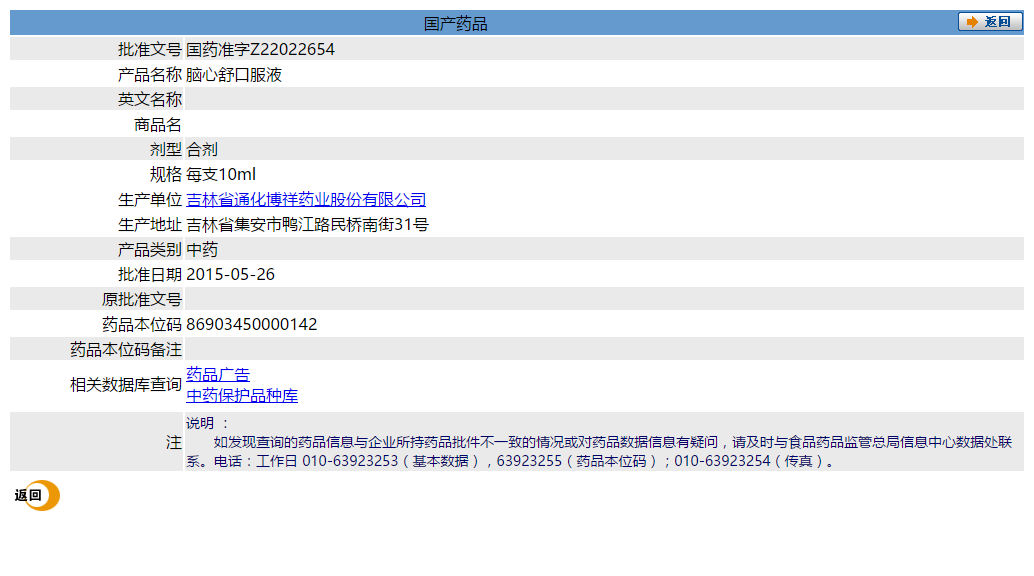 国产药品
返回
批准文号 国药准字Z22022654
产品名称 脑心舒口服液
英文名称
商品名
剂型 合剂
规格 每支10ml
生产单位 吉林省通化博祥药业股份有限公司
生产地址 吉林省集安市鸭江路民桥南街31号
产品类别 中药
批准日期 2015-05-26
原批准文号
药品本位码 86903450000142
药品本位码备注
相关数据库查询 药品广告
中药保护品种库
注 说明 ：
如发现查询的药品信息与企业所持药品批件不一致的情况或对药品数据信息有疑问，请及时与食品药品监管总局信息中心数据处联
系。电话：工作日 010-63923253（基本数据），63923255（药品本位码）；010-63923254（传真）。
返回